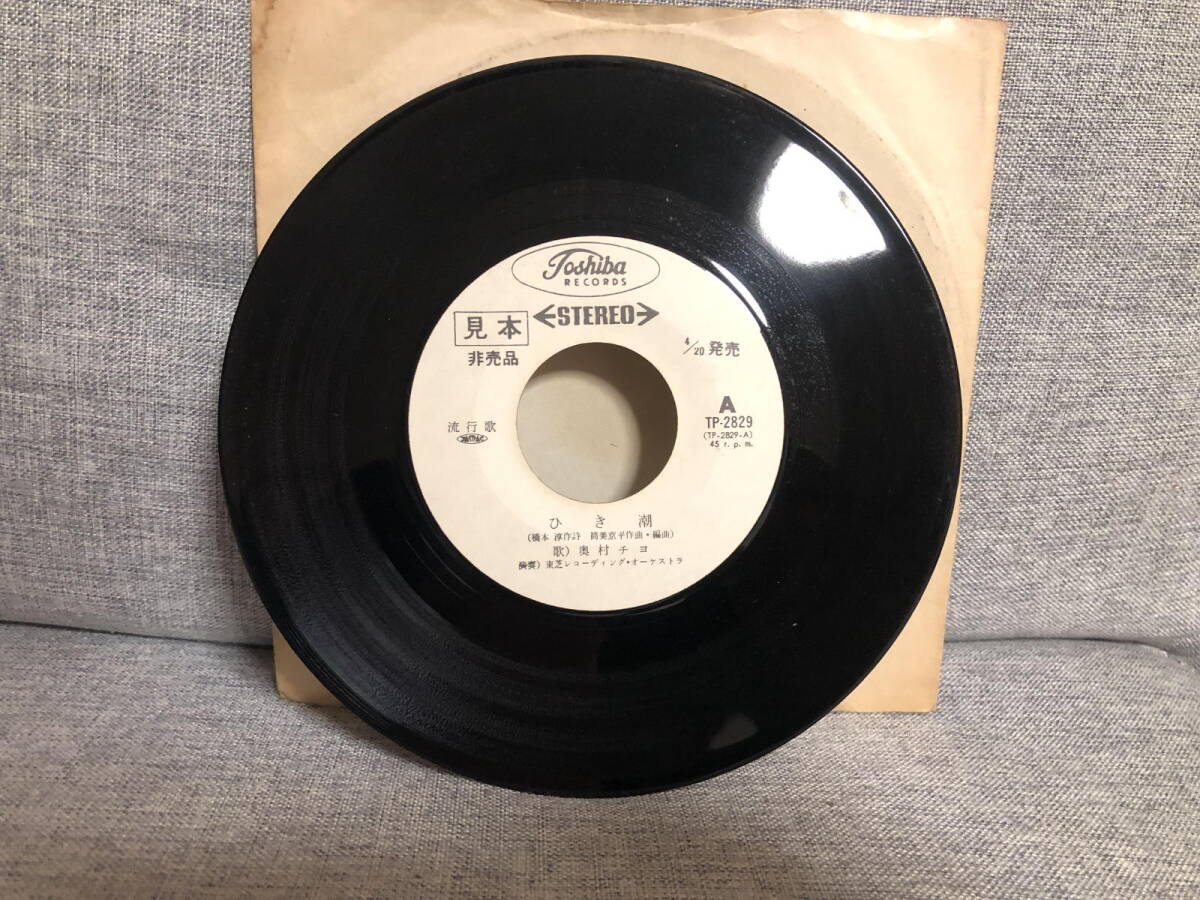 Toshiba
RECORDS
STEREO
見本
非売品
4/20 発売
A
TP-2829
(TP-2829-A)
45 r.p.m.
流行歌
ひき潮
(橋本 淳作詩 筒美京平作曲・編曲)
歌) 奥村チヨ
演奏) 東芝レコーディング・オーケストラ